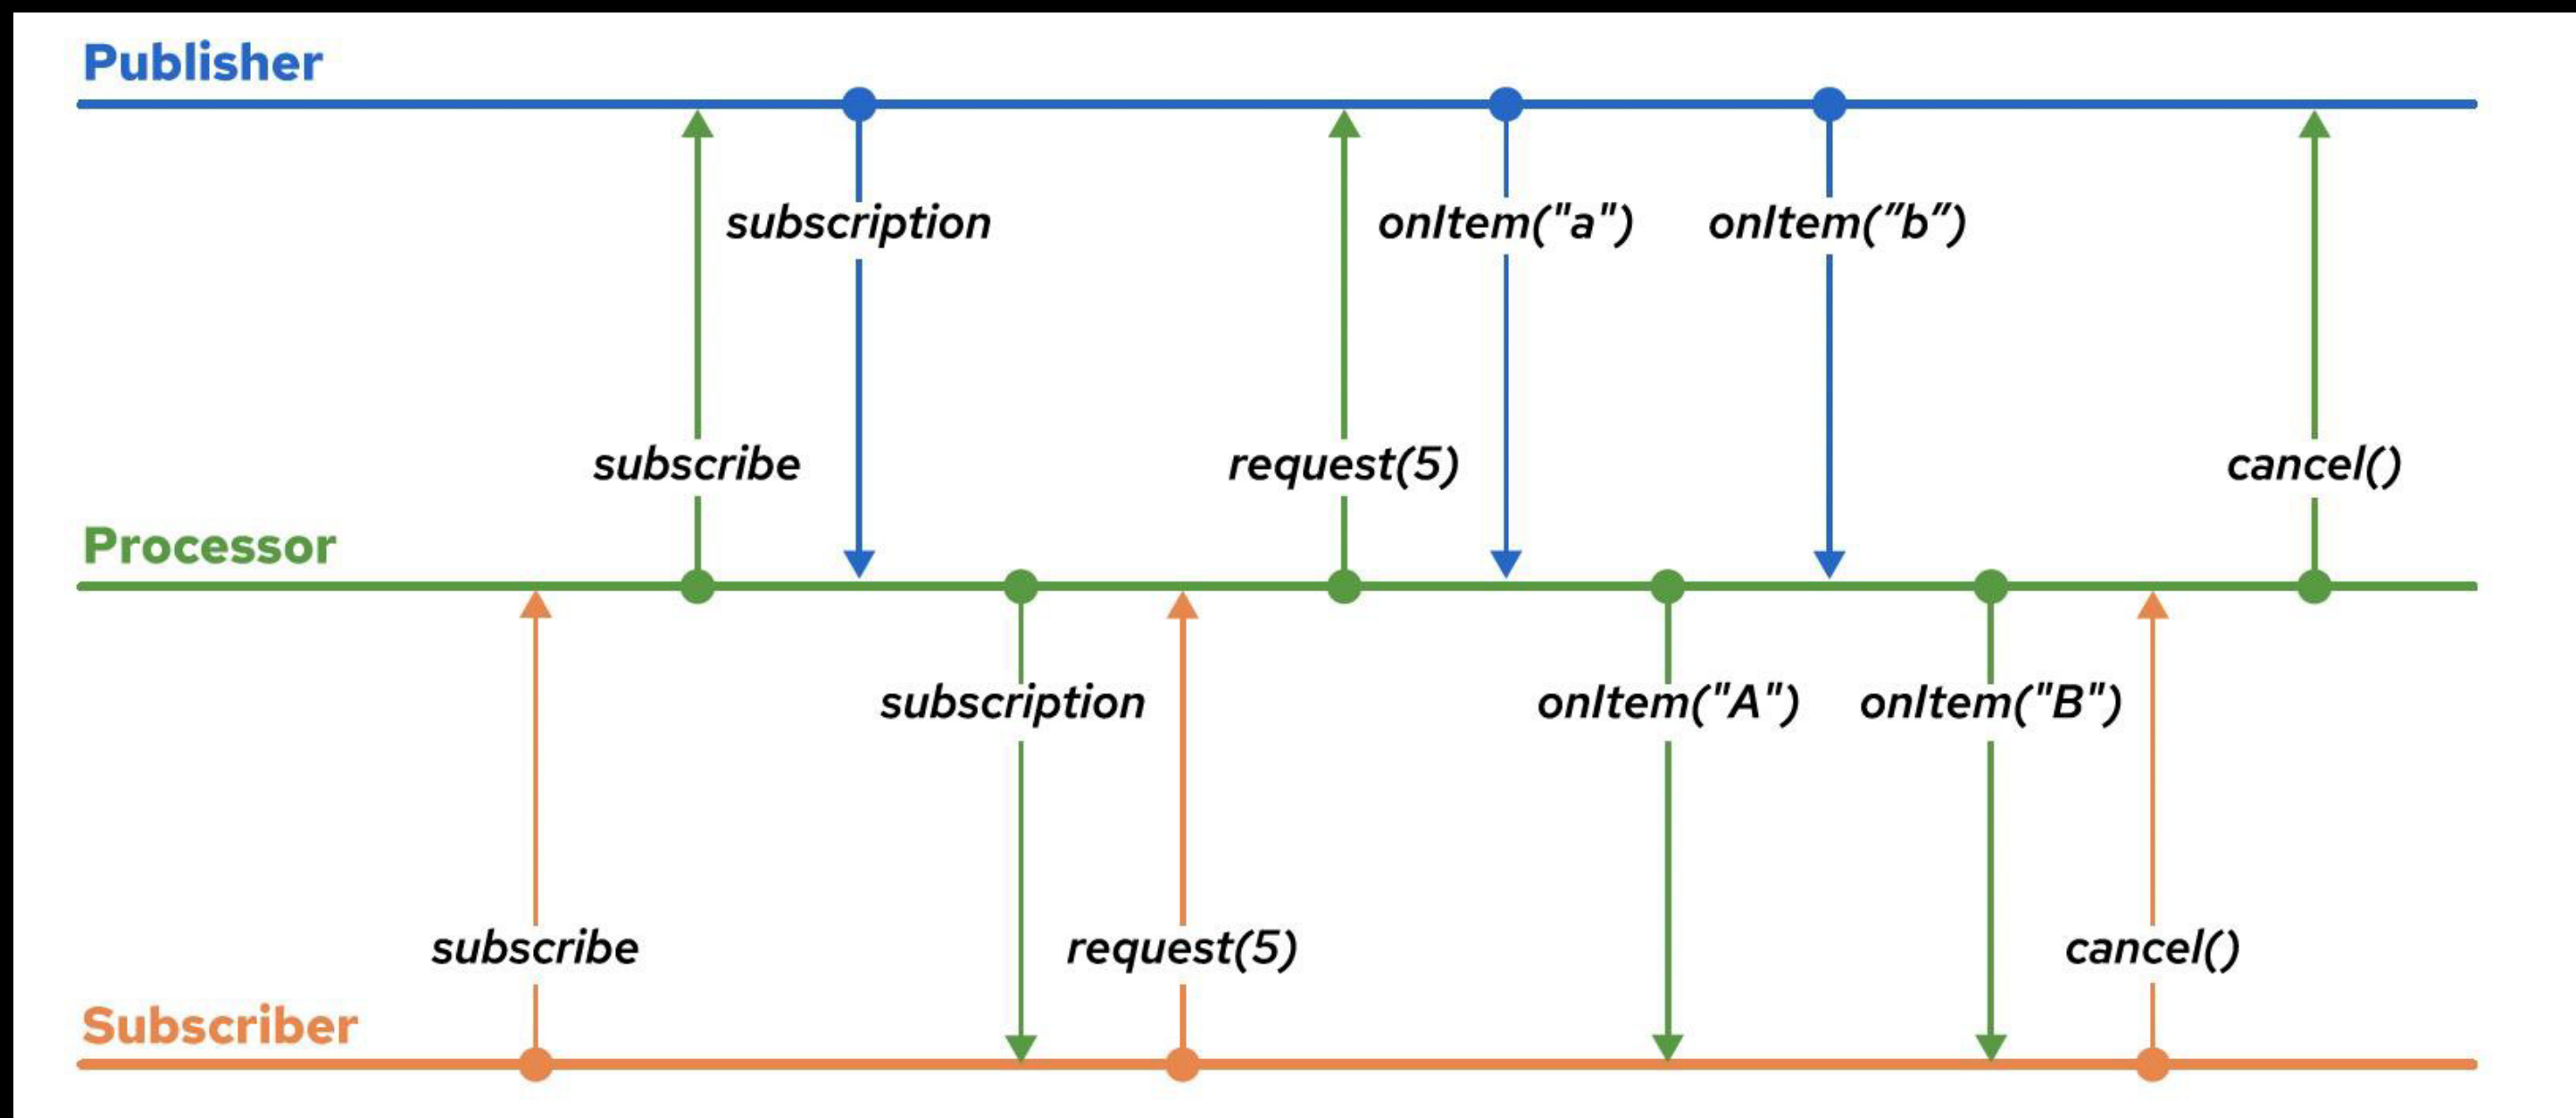 Publisher
subscription
onItem("a")
onItem("b")
subscribe
request(5)
cancel()
Processor
subscription
onItem("A")
onItem("B")
subscribe
request(5)
cancel()
Subscriber